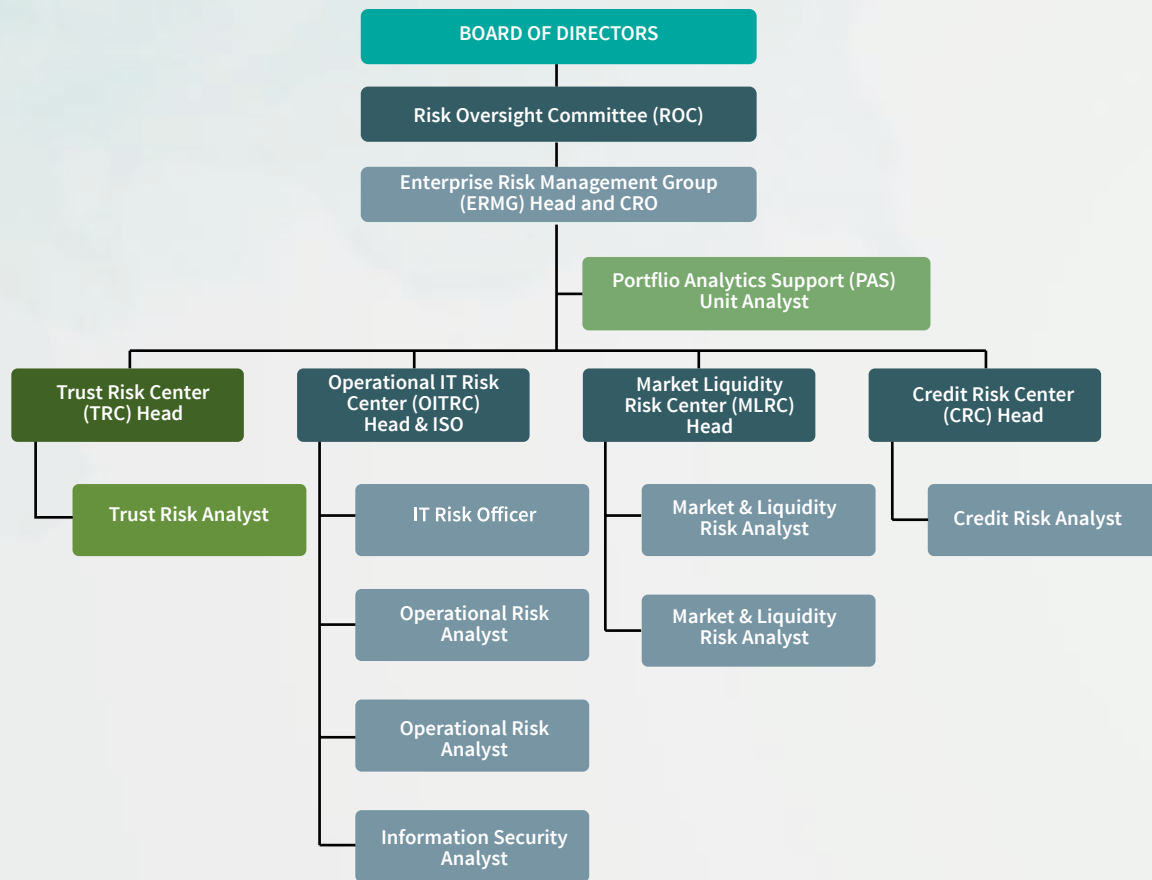 BOARD OF DIRECTORS
Risk Oversight Committee (ROC)
Enterprise Risk Management Group
(ERMG) Head and CRO
Portflio Analytics Support (PAS)
Unit Analyst
Trust Risk Center
(TRC) Head
Operational IT Risk
Center (OITRC)
Head & ISO
Market Liquidity
Risk Center (MLRC)
Head
Credit Risk Center
(CRC) Head
Trust Risk Analyst
IT Risk Officer
Market & Liquidity
Risk Analyst
Credit Risk Analyst
Operational Risk
Analyst
Market & Liquidity
Risk Analyst
Operational Risk
Analyst
Information Security
Analyst